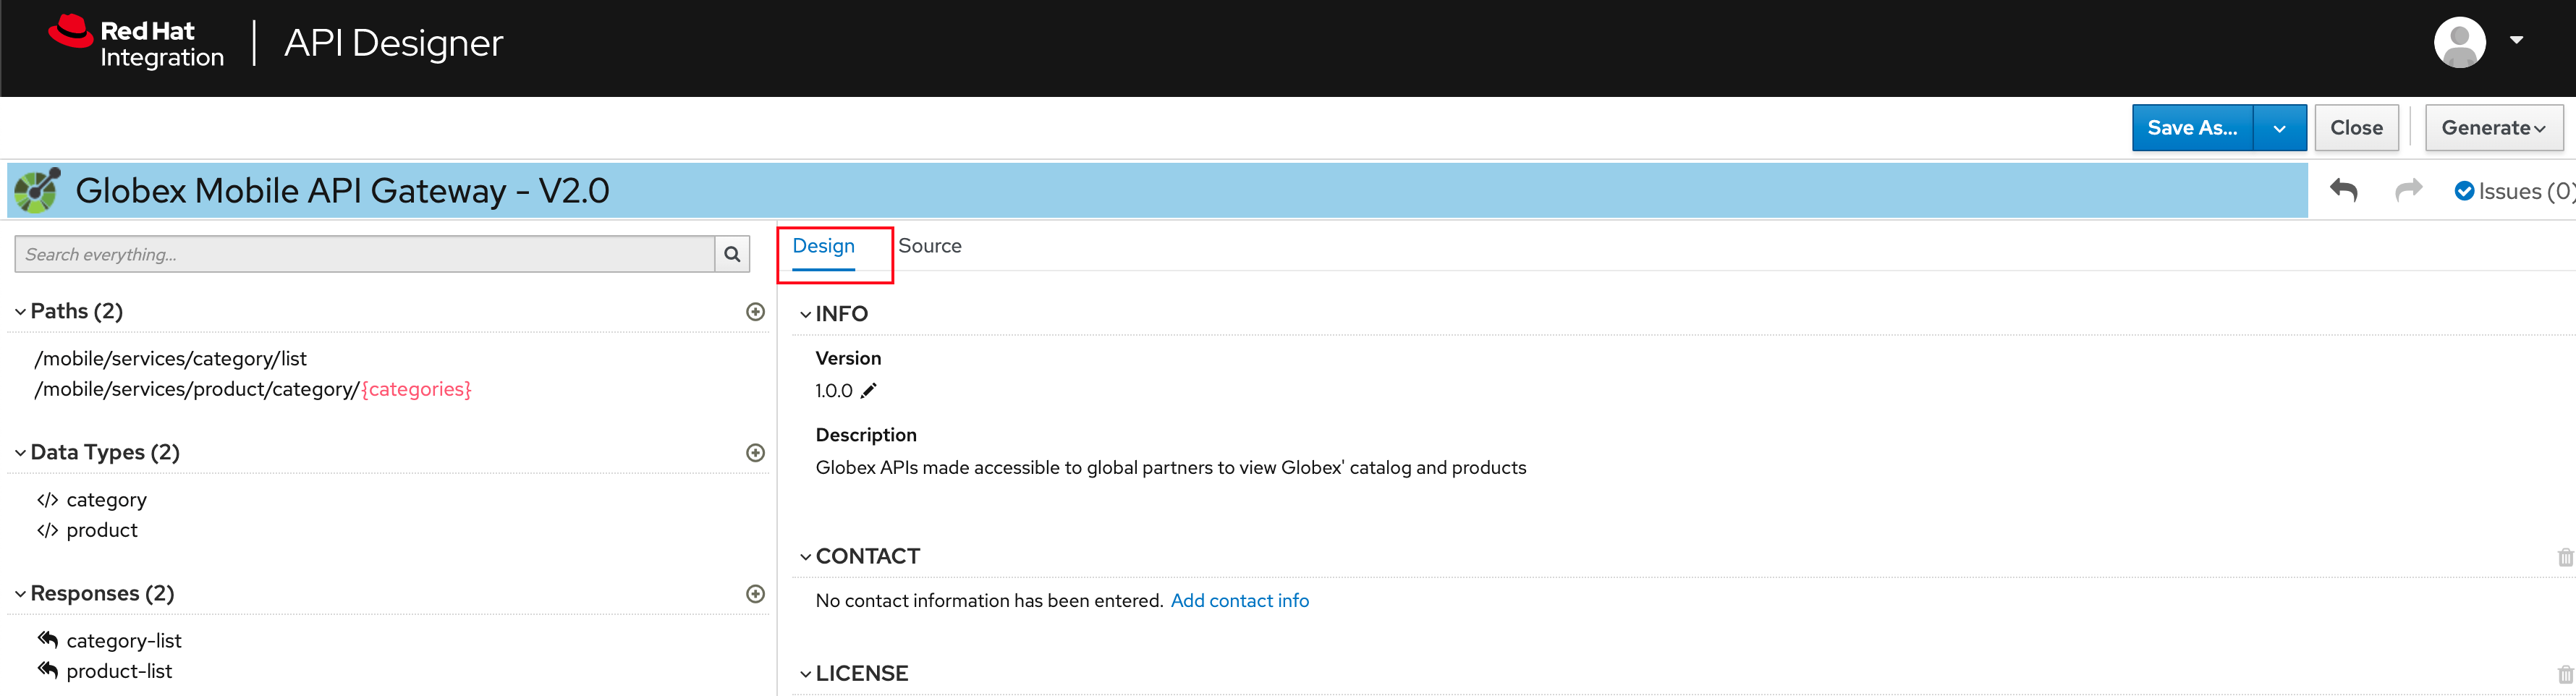 Red Hat
Integration
API Designer
Save As...
Close
Generate
Globex Mobile API Gateway - V2.0
Issues (0)
Search everything...
Design
Source
Paths (2)
/mobile/services/category/list
/mobile/services/product/category/{categories}
Data Types (2)
category
product
Responses (2)
category-list
product-list
INFO
Version
1.0.0
Description
Globex APIs made accessible to global partners to view Globex' catalog and products
CONTACT
No contact information has been entered. Add contact info
LICENSE